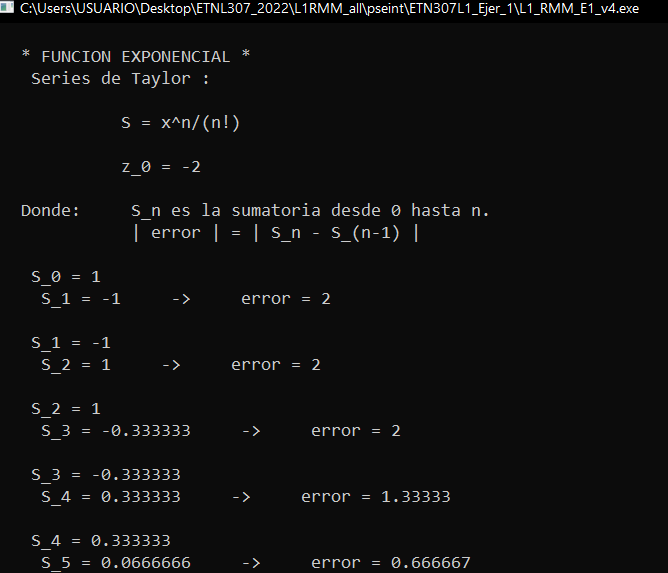 C:\Users\USUARIO\Desktop\ETNL307_2022\L1RMM_all\pseint\ETN307L1_Ejer_1\L1_RMM_E1_v4.exe
* FUNCION EXPONENCIAL *
Series de Taylor :
S = x^n/(n!)
z_0 = -2
Donde: S_n es la sumatoria desde 0 hasta n.
| error | = | S_n - S_(n-1) |
S_0 = 1
S_1 = -1 -> error = 2
S_1 = -1
S_2 = 1 -> error = 2
S_2 = 1
S_3 = -0.333333 -> error = 2
S_3 = -0.333333
S_4 = 0.333333 -> error = 1.33333
S_4 = 0.333333
S_5 = 0.0666666 -> error = 0.666667